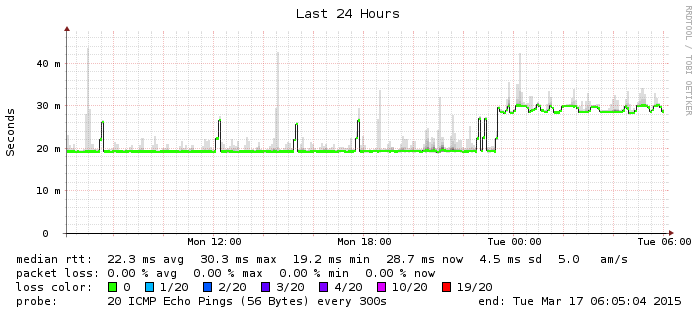 Last 24 Hours
RRDTOOL / TOBI OETIKER
Seconds
40 m
30 m
20 m
10 m
0
Mon 12:00 Mon 18:00 Tue 00:00 Tue 06:00
median rtt: 22.3 ms avg 30.3 ms max 19.2 ms min 28.7 ms now 4.5 ms sd 5.0 am/s
packet loss: 0.00 % avg 0.00 % max 0.00 % min 0.00 % now
loss color: 0 1/20 2/20 3/20 4/20 10/20 19/20
probe: 20 ICMP Echo Pings (56 Bytes) every 300s end: Tue Mar 17 06:05:04 2015